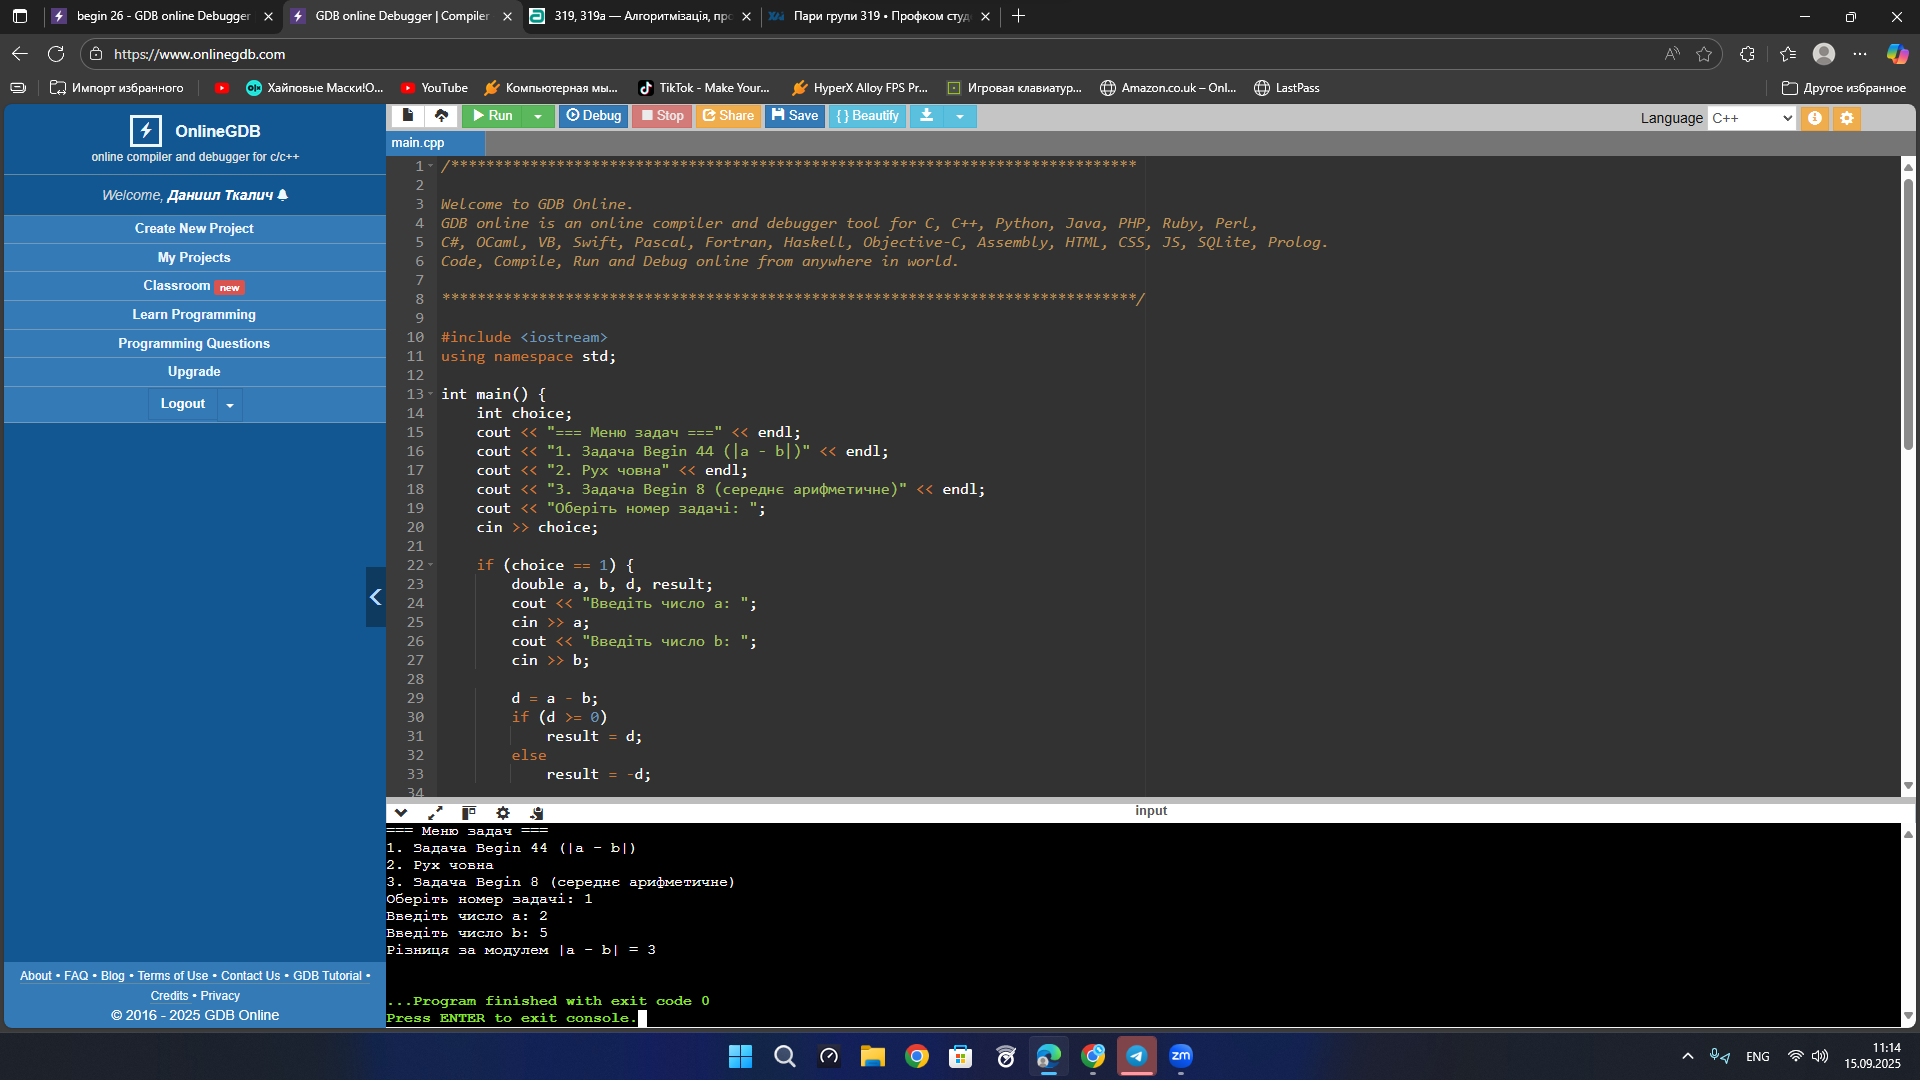 begin 26 - GDB online Debugger
GDB online Debugger | Compiler
319, 319а — Алгоритмізація, пр
Пари групи 319 • Профком студ
https://www.onlinegdb.com
Импорт избранного
Хайповые Маски!О...
YouTube
Компьютерная мы...
TikTok - Make Your...
HyperX Alloy FPS Pr...
Игровая клавиатур...
Amazon.co.uk – Onl...
LastPass
Другое избранное
OnlineGDB
online compiler and debugger for c/c++
Welcome, Даниил Ткалич
Create New Project
My Projects
Classroom new
Learn Programming
Programming Questions
Upgrade
Logout
About • FAQ • Blog • Terms of Use • Contact Us • GDB Tutorial •
Credits • Privacy
© 2016 - 2025 GDB Online
Run
Debug
Stop
Share
Save
{ } Beautify
Language C++
main.cpp
1 /******************************************************************************
2
3 Welcome to GDB Online.
4 GDB online is an online compiler and debugger tool for C, C++, Python, Java, PHP, Ruby, Perl,
5 C#, OCaml, VB, Swift, Pascal, Fortran, Haskell, Objective-C, Assembly, HTML, CSS, JS, SQLite, Prolog.
6 Code, Compile, Run and Debug online from anywhere in world.
7
8 *******************************************************************************/
9
10 #include <iostream>
11 using namespace std;
12
13 int main() {
14 int choice;
15 cout << "=== Меню задач ===" << endl;
16 cout << "1. Задача Begin 44 (|a - b|)" << endl;
17 cout << "2. Рух човна" << endl;
18 cout << "3. Задача Begin 8 (середнє арифметичне)" << endl;
19 cout << "Оберіть номер задачі: ";
20 cin >> choice;
21
22 if (choice == 1) {
23 double a, b, d, result;
24 cout << "Введіть число a: ";
25 cin >> a;
26 cout << "Введіть число b: ";
27 cin >> b;
28
29 d = a - b;
30 if (d >= 0)
31 result = d;
32 else
33 result = -d;
34
input
=== Меню задач ===
1. Задача Begin 44 (|a - b|)
2. Рух човна
3. Задача Begin 8 (середнє арифметичне)
Оберіть номер задачі: 1
Введіть число a: 2
Введіть число b: 5
Різниця за модулем |a - b| = 3
...Program finished with exit code 0
Press ENTER to exit console.
zm
ENG
11:14
15.09.2025